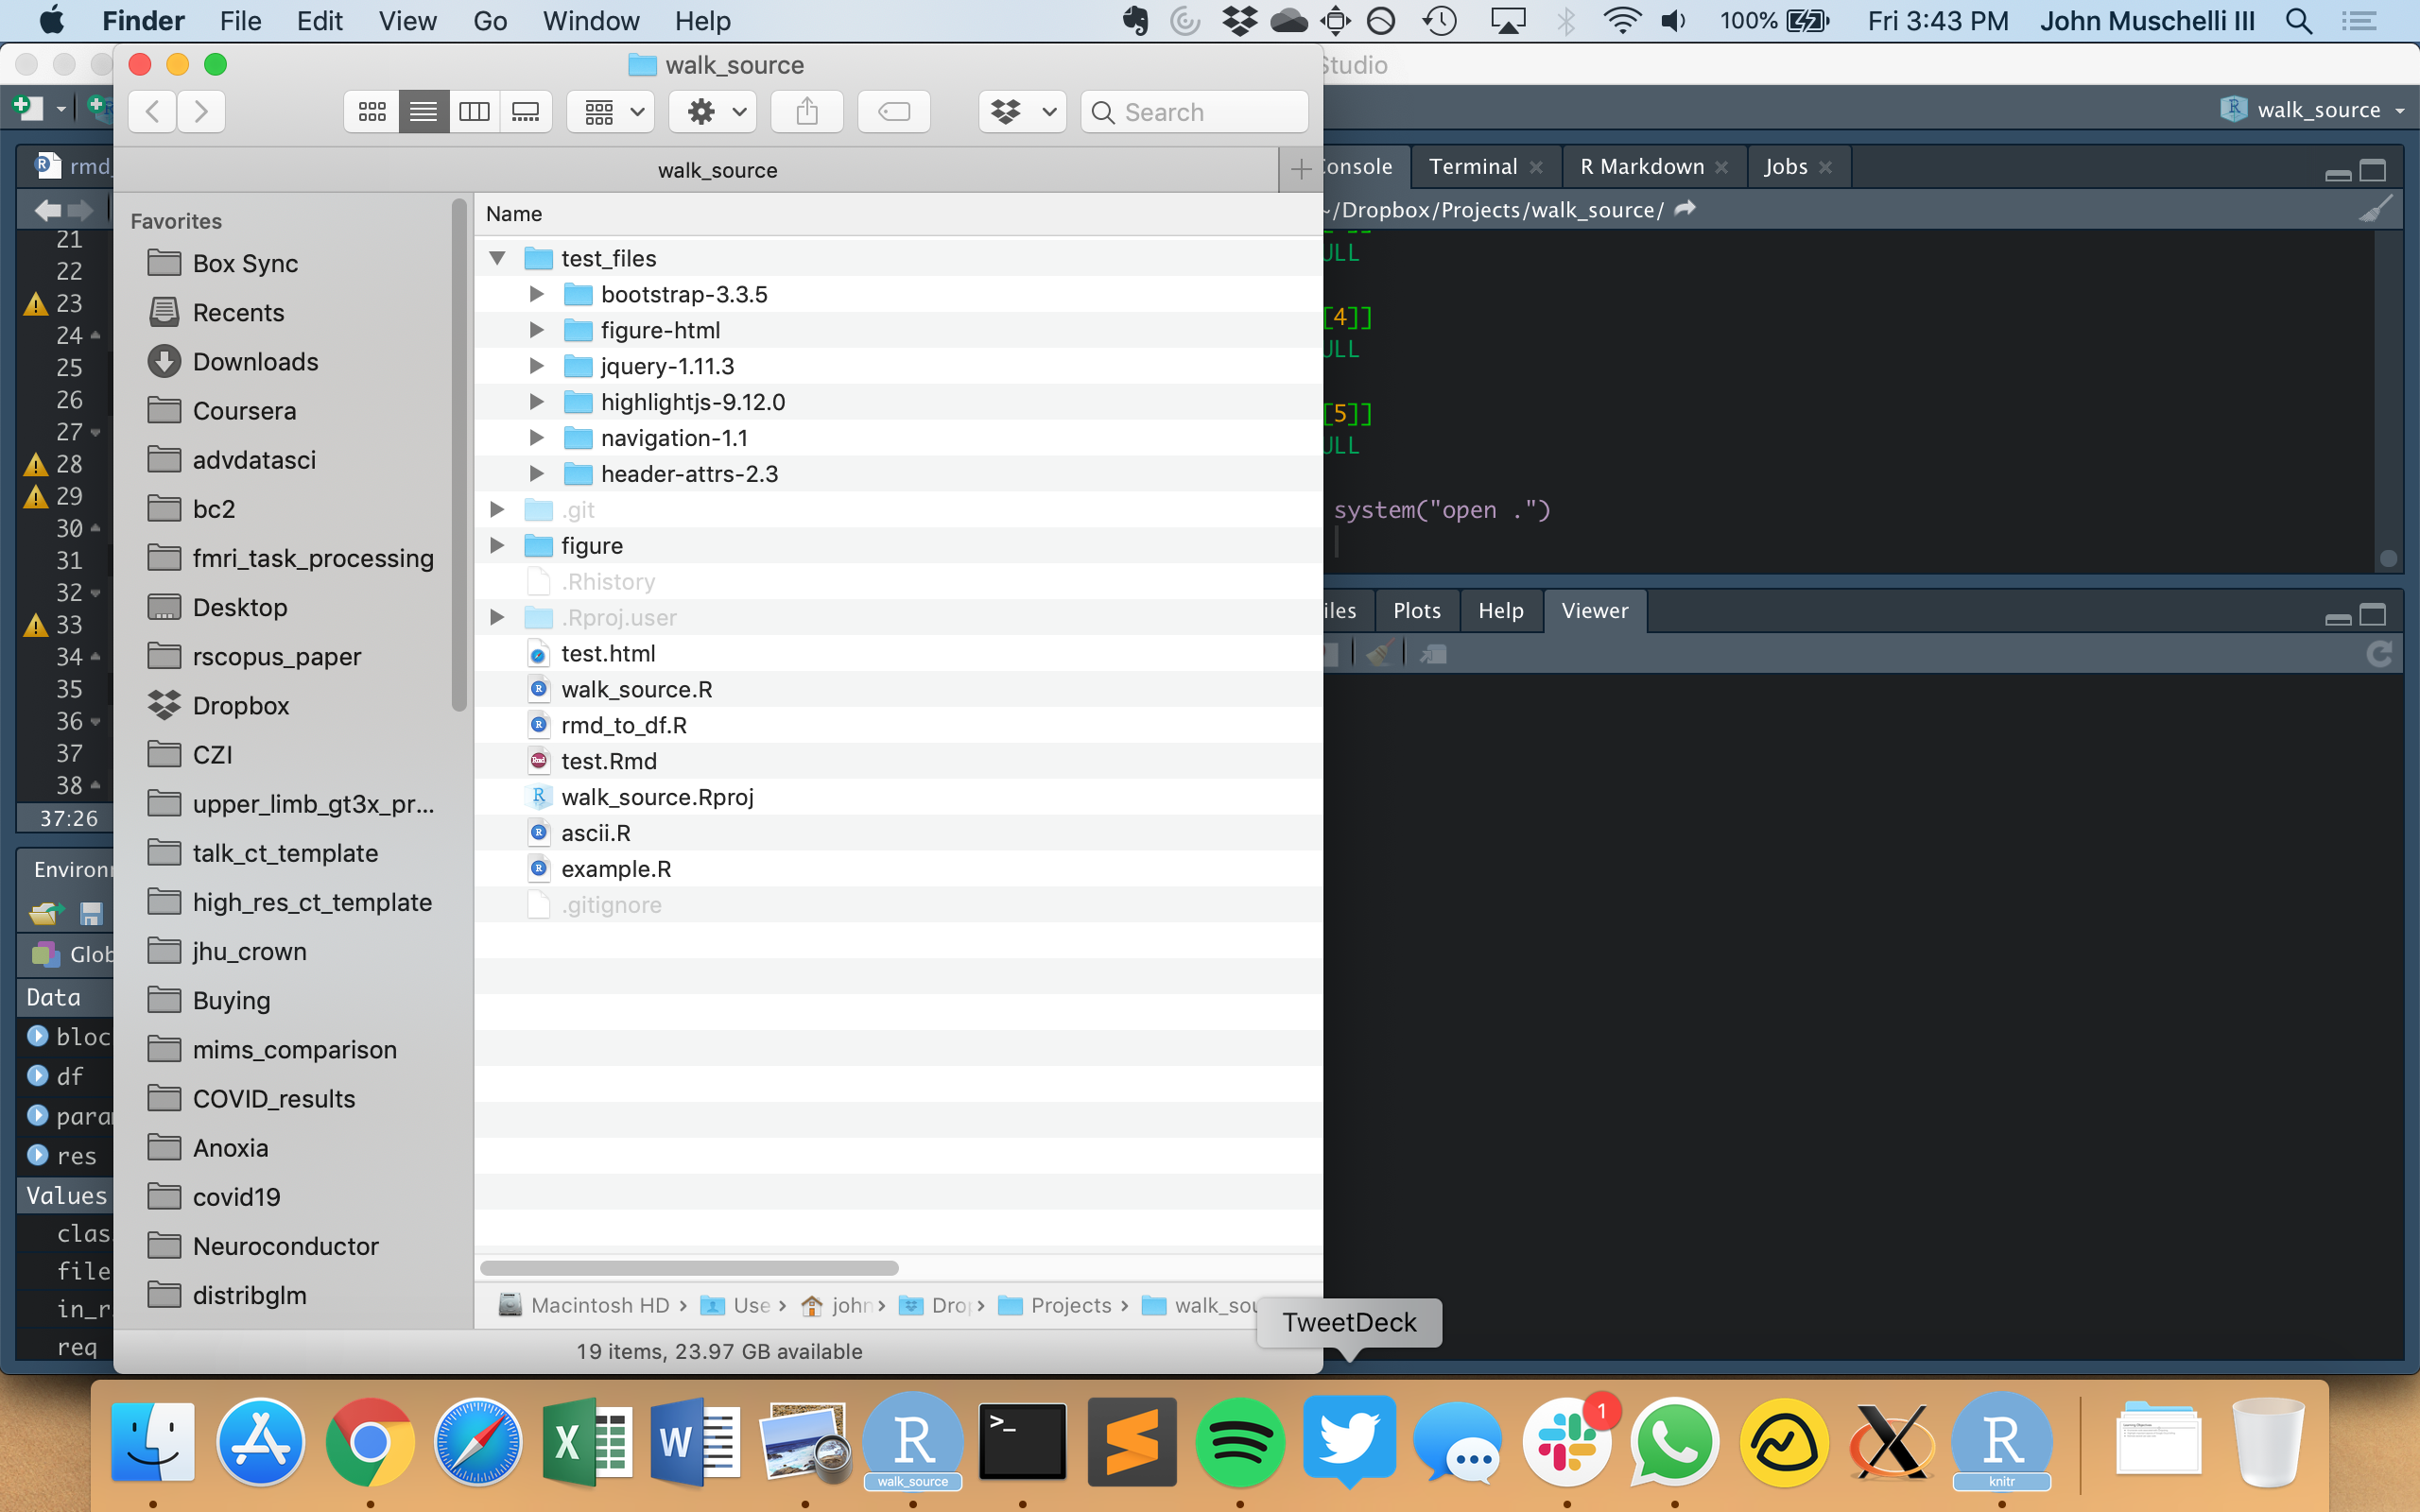 Finder File Edit View Go Window Help 100% Fri 3:43 PM John Muschelli III
walk_source
Studio
Search
walk_source
walk_source
rmd_
Console Terminal R Markdown Jobs
~/Dropbox/Projects/walk_source/
21
22
23
24
25
26
27
28
29
30
31
32
33
34
35
36
37
38
37:26
Environ
Glob
Data
bloc
df
para
res
Values
clas
file
in_r
req
Favorites
Box Sync
Recents
Downloads
Coursera
advdatasci
bc2
fmri_task_processing
Desktop
rscopus_paper
Dropbox
CZI
upper_limb_gt3x_pr...
talk_ct_template
high_res_ct_template
jhu_crown
Buying
mims_comparison
COVID_results
Anoxia
covid19
Neuroconductor
distribglm
Name
test_files
bootstrap-3.3.5
figure-html
jquery-1.11.3
highlightjs-9.12.0
navigation-1.1
header-attrs-2.3
.git
figure
.Rhistory
.Rproj.user
test.html
walk_source.R
rmd_to_df.R
test.Rmd
walk_source.Rproj
ascii.R
example.R
.gitignore
Macintosh HD › Use › john › Drop › Projects › walk_sou
19 items, 23.97 GB available
ULL
[4]]
ULL
[5]]
ULL
system("open .")
iles Plots Help Viewer
TweetDeck
walk_source
1
knitr